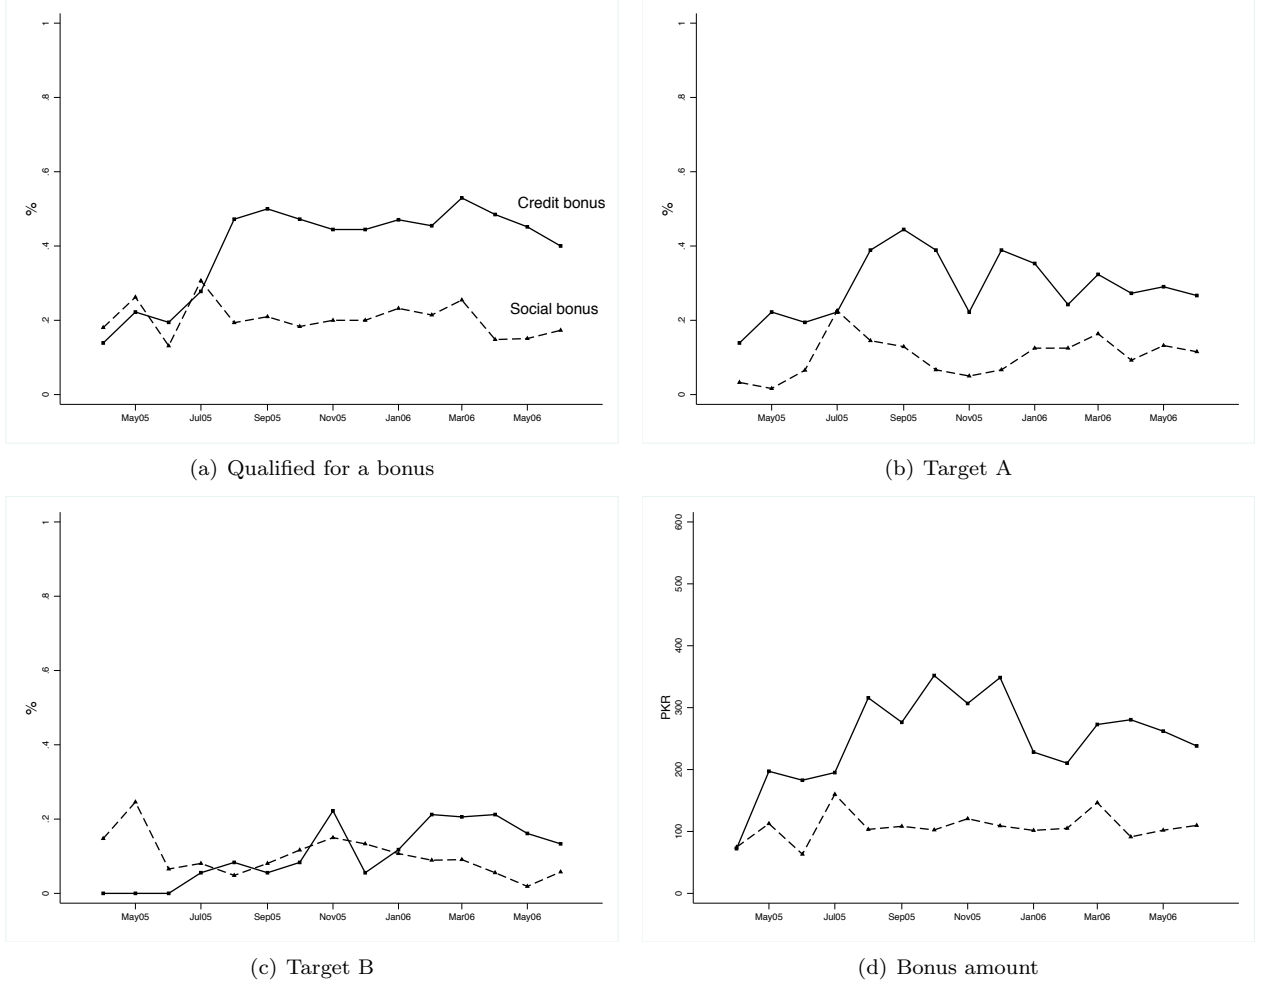 1
.8
.6
%
.4
.2
0
Credit bonus
Social bonus
May05 Jul05 Sep05 Nov05 Jan06 Mar06 May06
(a) Qualified for a bonus
1
.8
.6
%
.4
.2
0
May05 Jul05 Sep05 Nov05 Jan06 Mar06 May06
(b) Target A
1
.8
.6
%
.4
.2
0
May05 Jul05 Sep05 Nov05 Jan06 Mar06 May06
(c) Target B
600
500
400
PKR
300
200
100
0
May05 Jul05 Sep05 Nov05 Jan06 Mar06 May06
(d) Bonus amount